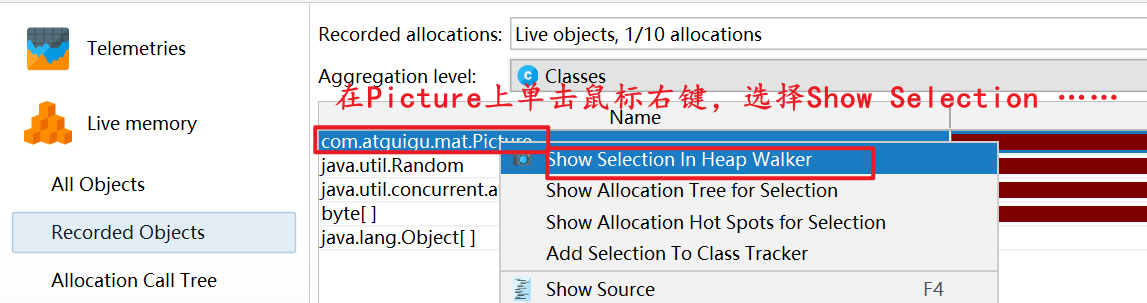 Telemetries
Live memory
All Objects
Recorded Objects
Allocation Call Tree
Recorded allocations: Live objects, 1/10 allocations
Aggregation level: Classes
在Picture上单击鼠标右键，选择Show Selection ……
Name
com.atguigu.mat.Picture
java.util.Random
java.util.concurrent.at
byte[ ]
java.lang.Object[ ]
Show Selection In Heap Walker
Show Allocation Tree for Selection
Show Allocation Hot Spots for Selection
Add Selection To Class Tracker
Show Source F4